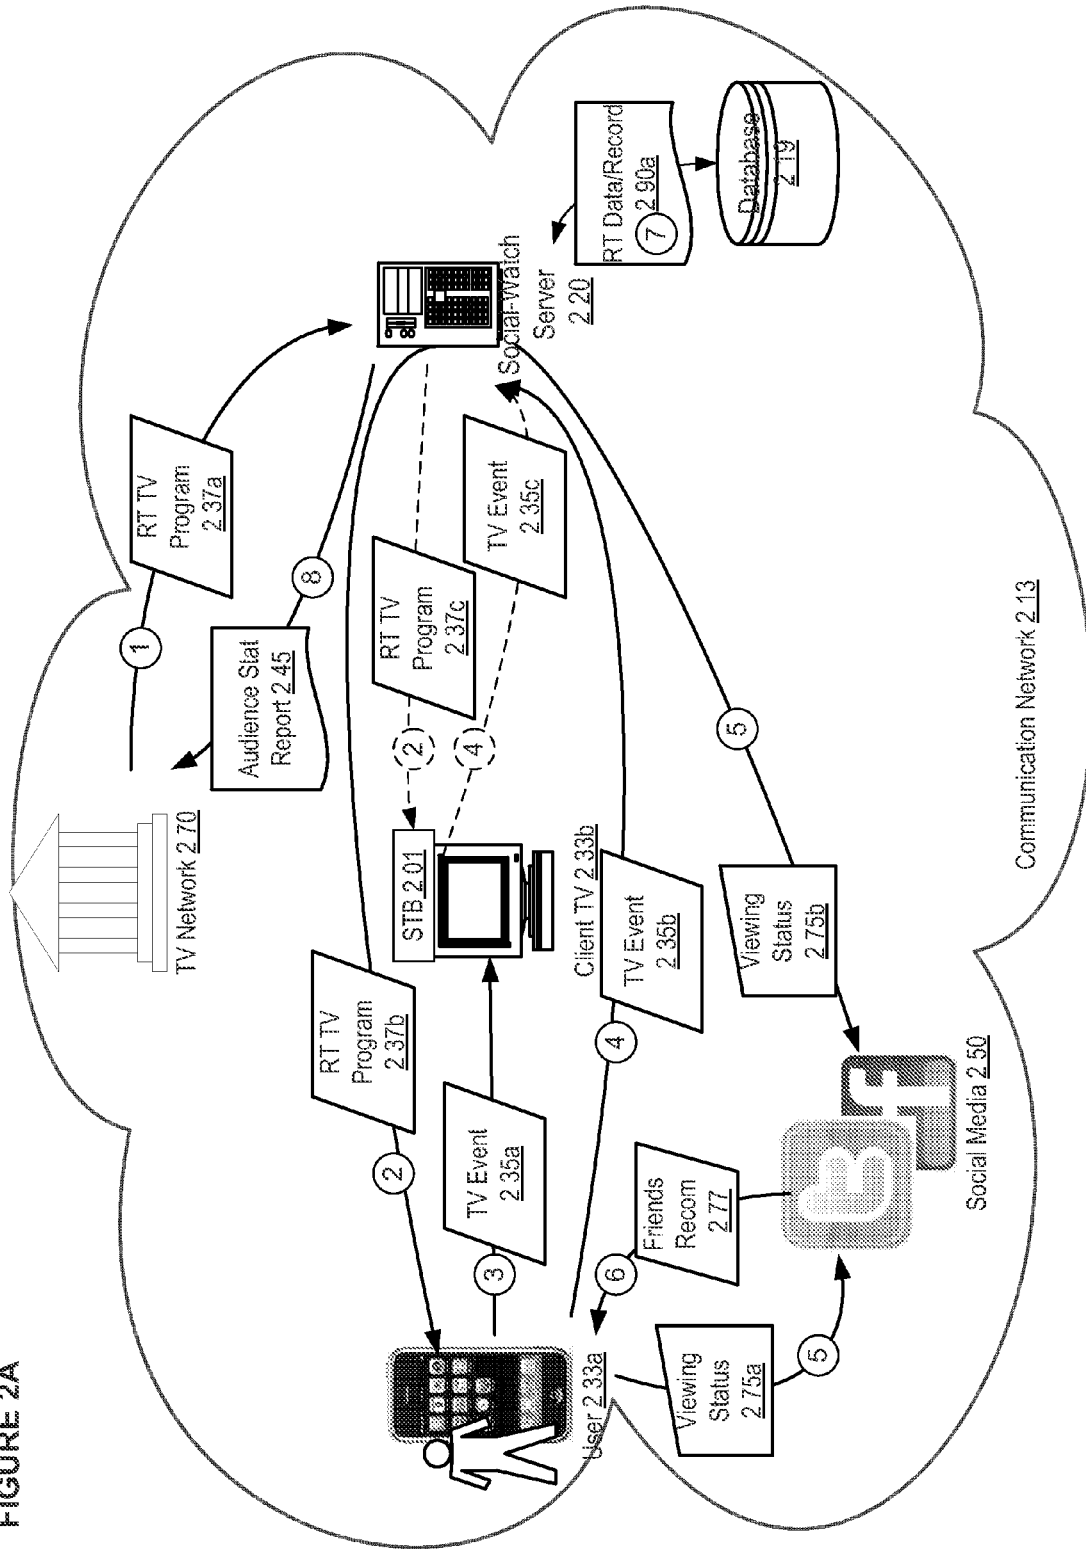 FIGURE 2A
TV Network 2.70
1
RT TV
Program
2.37a
Audience Stat
Report 2.45
8
Social-Watch
Server
2.20
RT Data/Record
2.90a
7
Database
2.19
RT TV
Program
2.37b
2
RT TV
Program
2.37c
2
STB 2.01
Client TV 2.33b
TV Event
2.35c
4
TV Event
2.35a
3
TV Event
2.35b
4
User 2.33a
Friends
Recom
2.77
6
Viewing
Status
2.75a
5
Viewing
Status
2.75b
5
Social Media 2.50
Communication Network 2.13